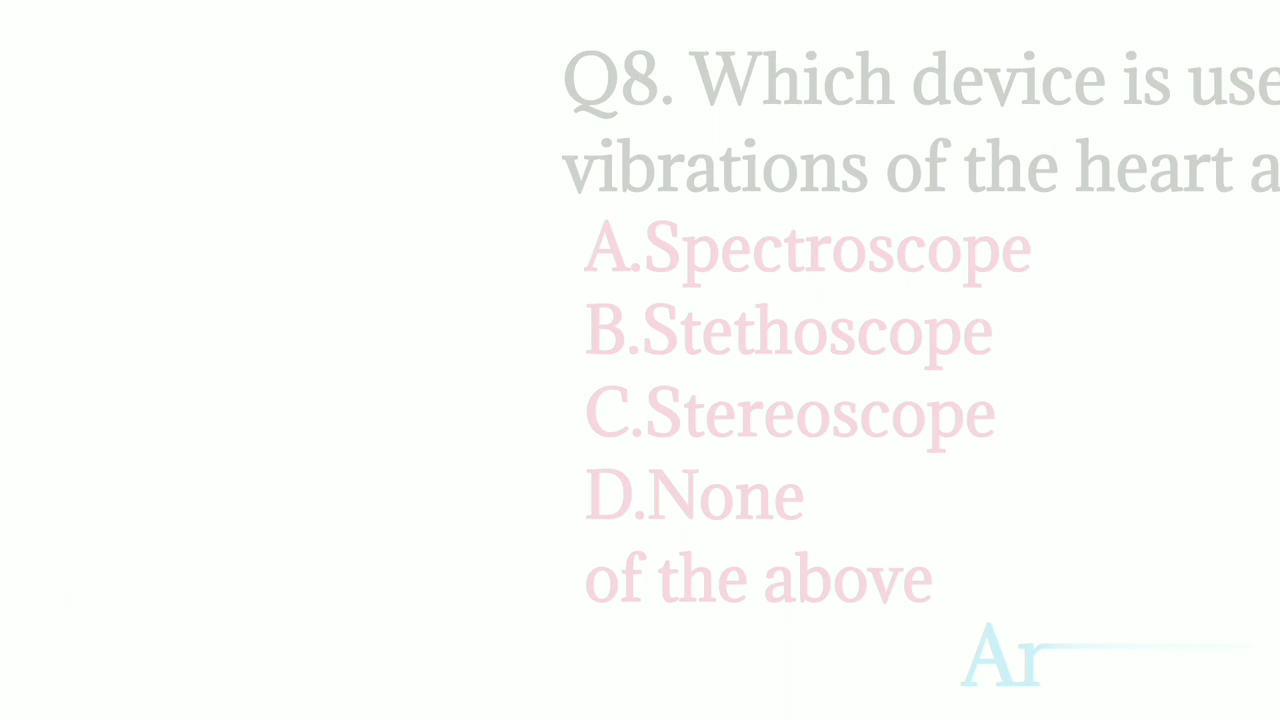 Q8. Which device is use
vibrations of the heart a
A.Spectroscope
B.Stethoscope
C.Stereoscope
D.None
of the above
Ar